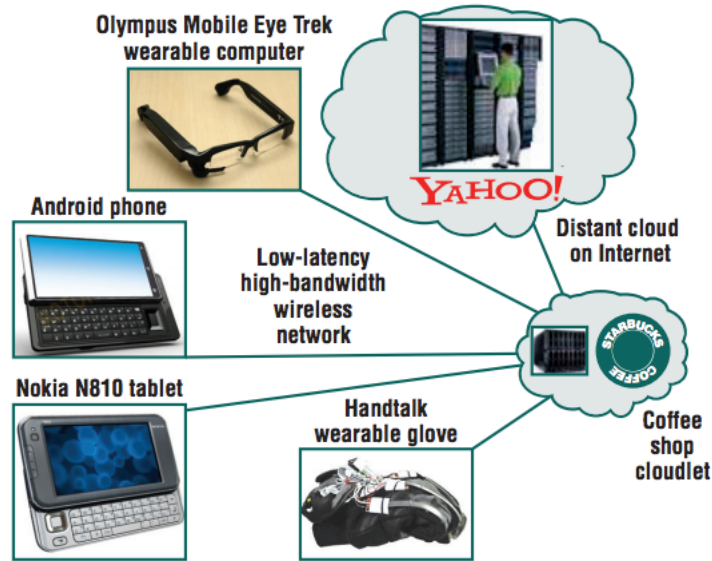 Olympus Mobile Eye Trek
wearable computer
YAHOO!
Android phone
Distant cloud
on Internet
Low-latency
high-bandwidth
wireless
network
STARBUCKS
COFFEE
Nokia N810 tablet
Handtalk
wearable glove
Coffee
shop
cloudlet